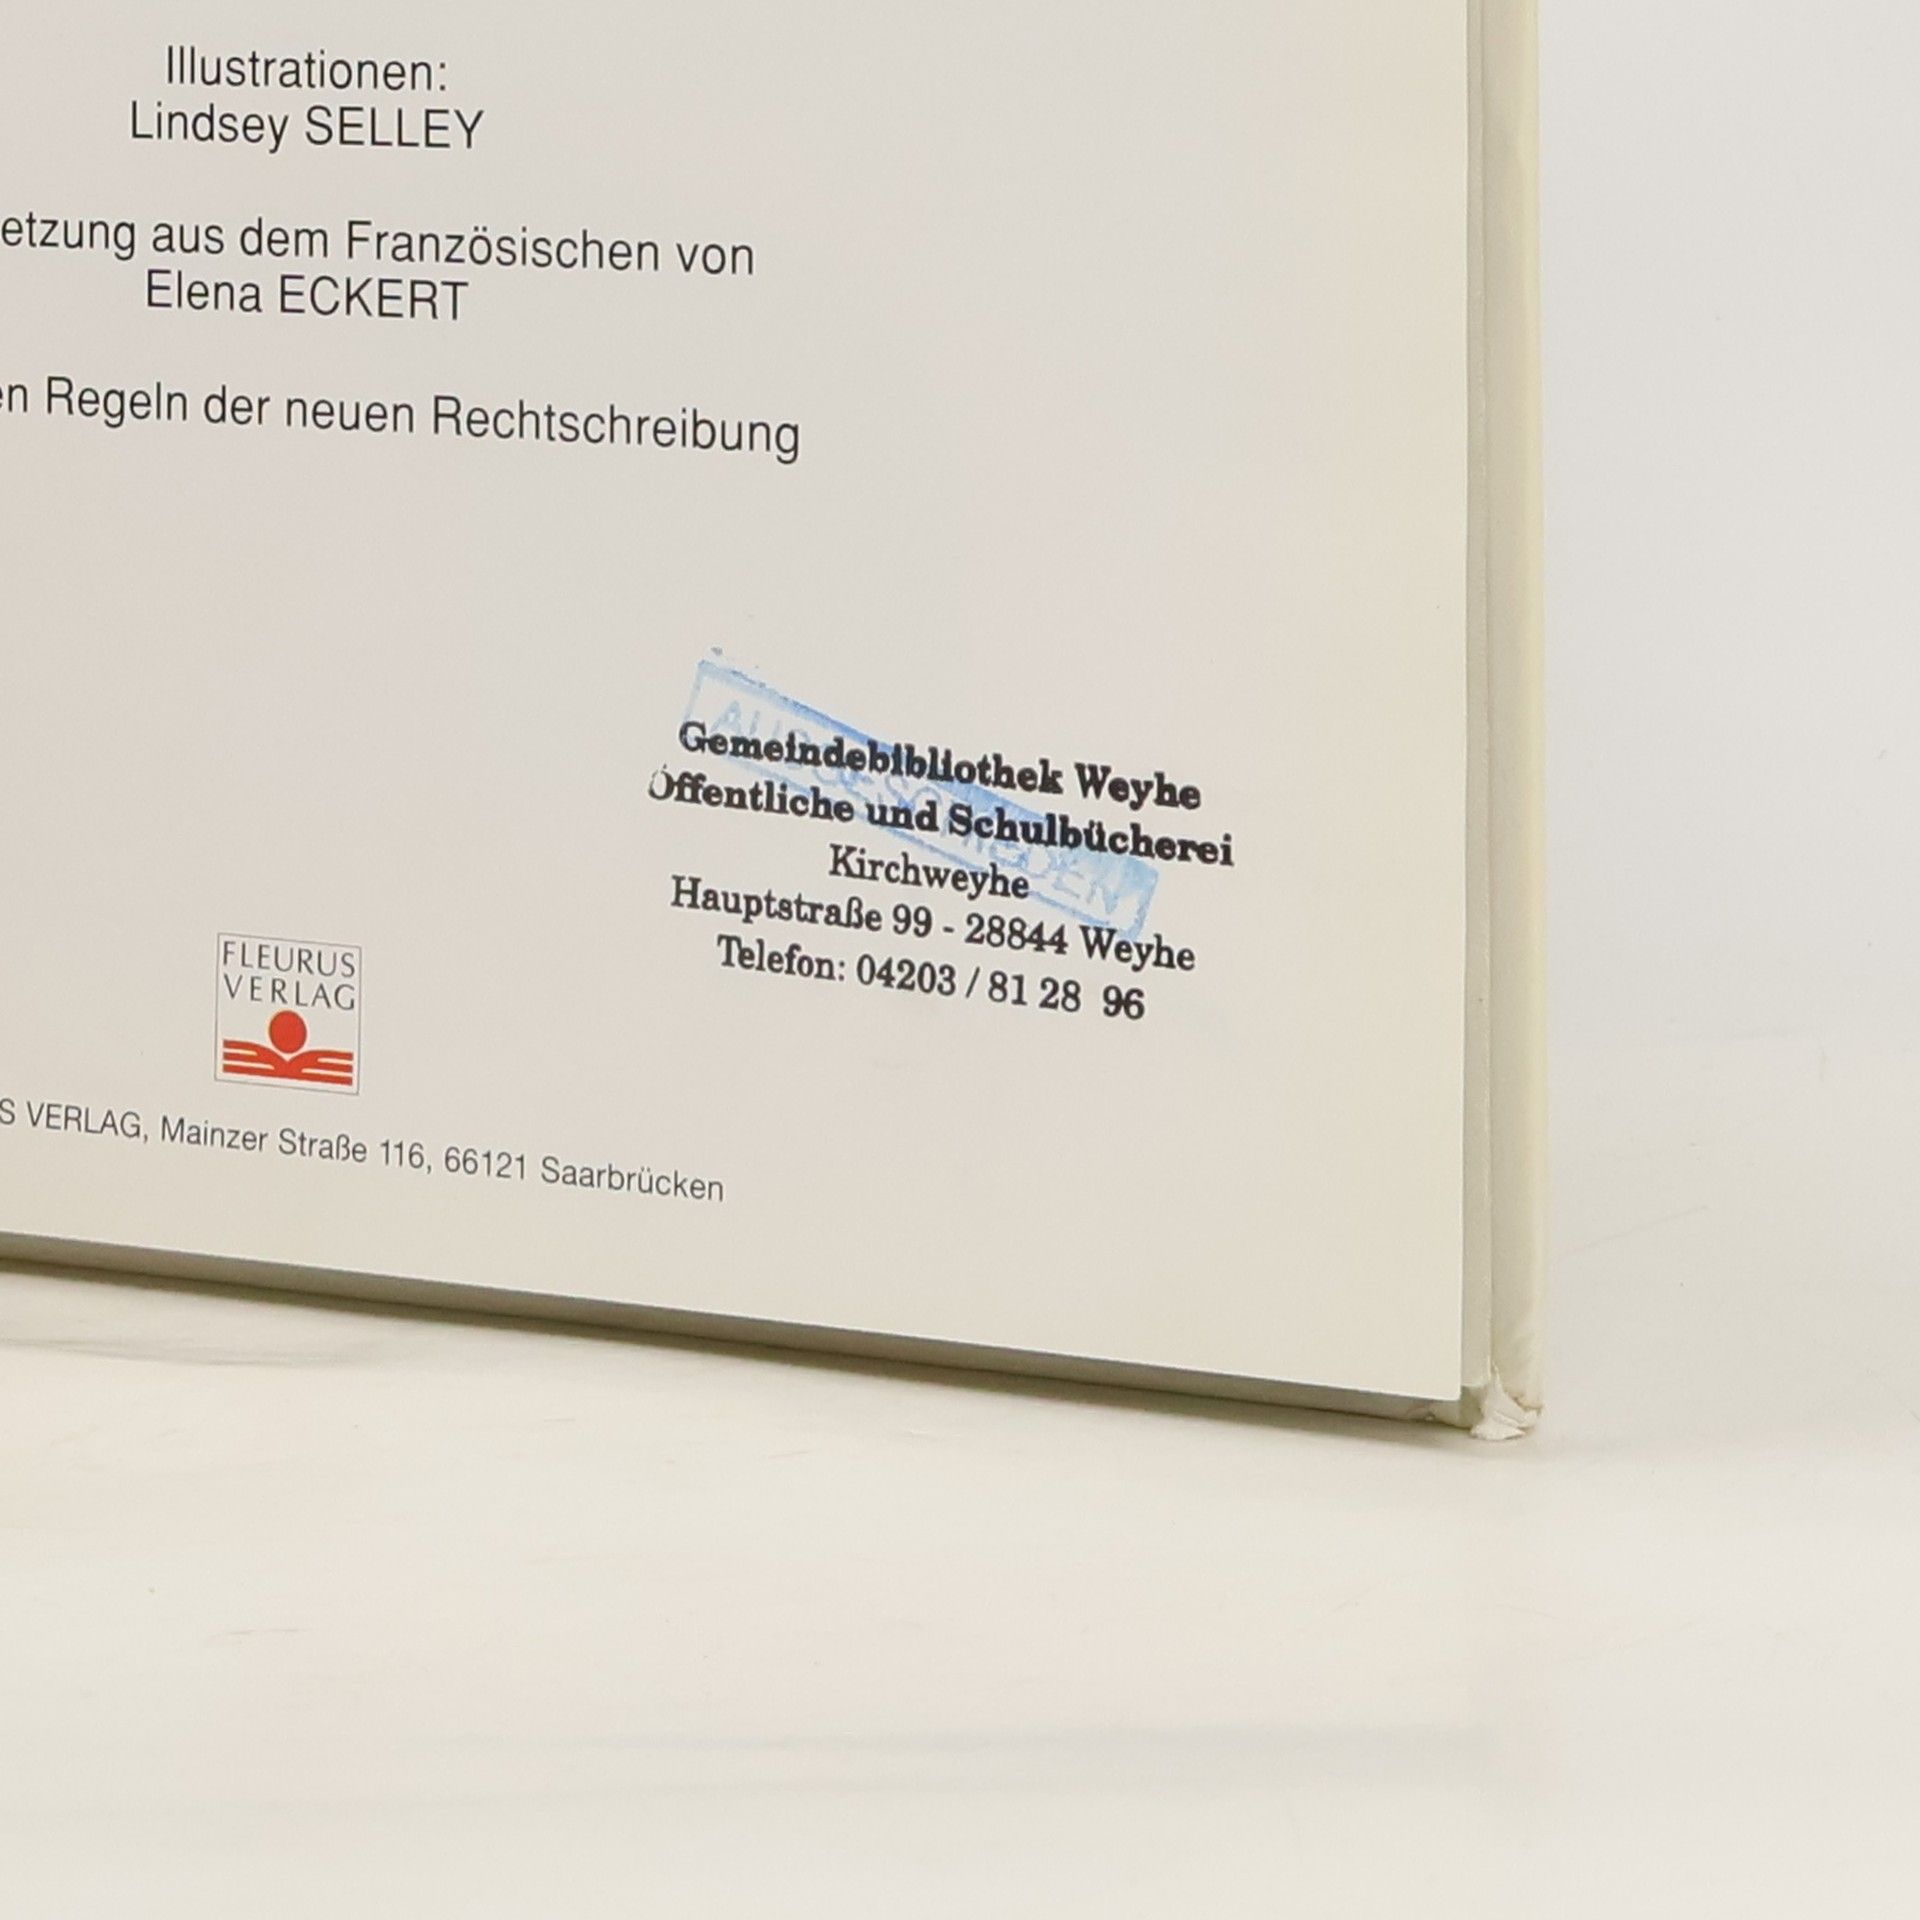 Illustrationen:
Lindsey SELLEY
etzung aus dem Französischen von
Elena ECKERT
en Regeln der neuen Rechtschreibung
AUSGESCHIEDEN
Gemeindebibliothek Weyhe
Öffentliche und Schulbücherei
Kirchweyhe
Hauptstraße 99 - 28844 Weyhe
Telefon: 04203 / 81 28 96
FLEURUS
VERLAG
S VERLAG, Mainzer Straße 116, 66121 Saarbrücken